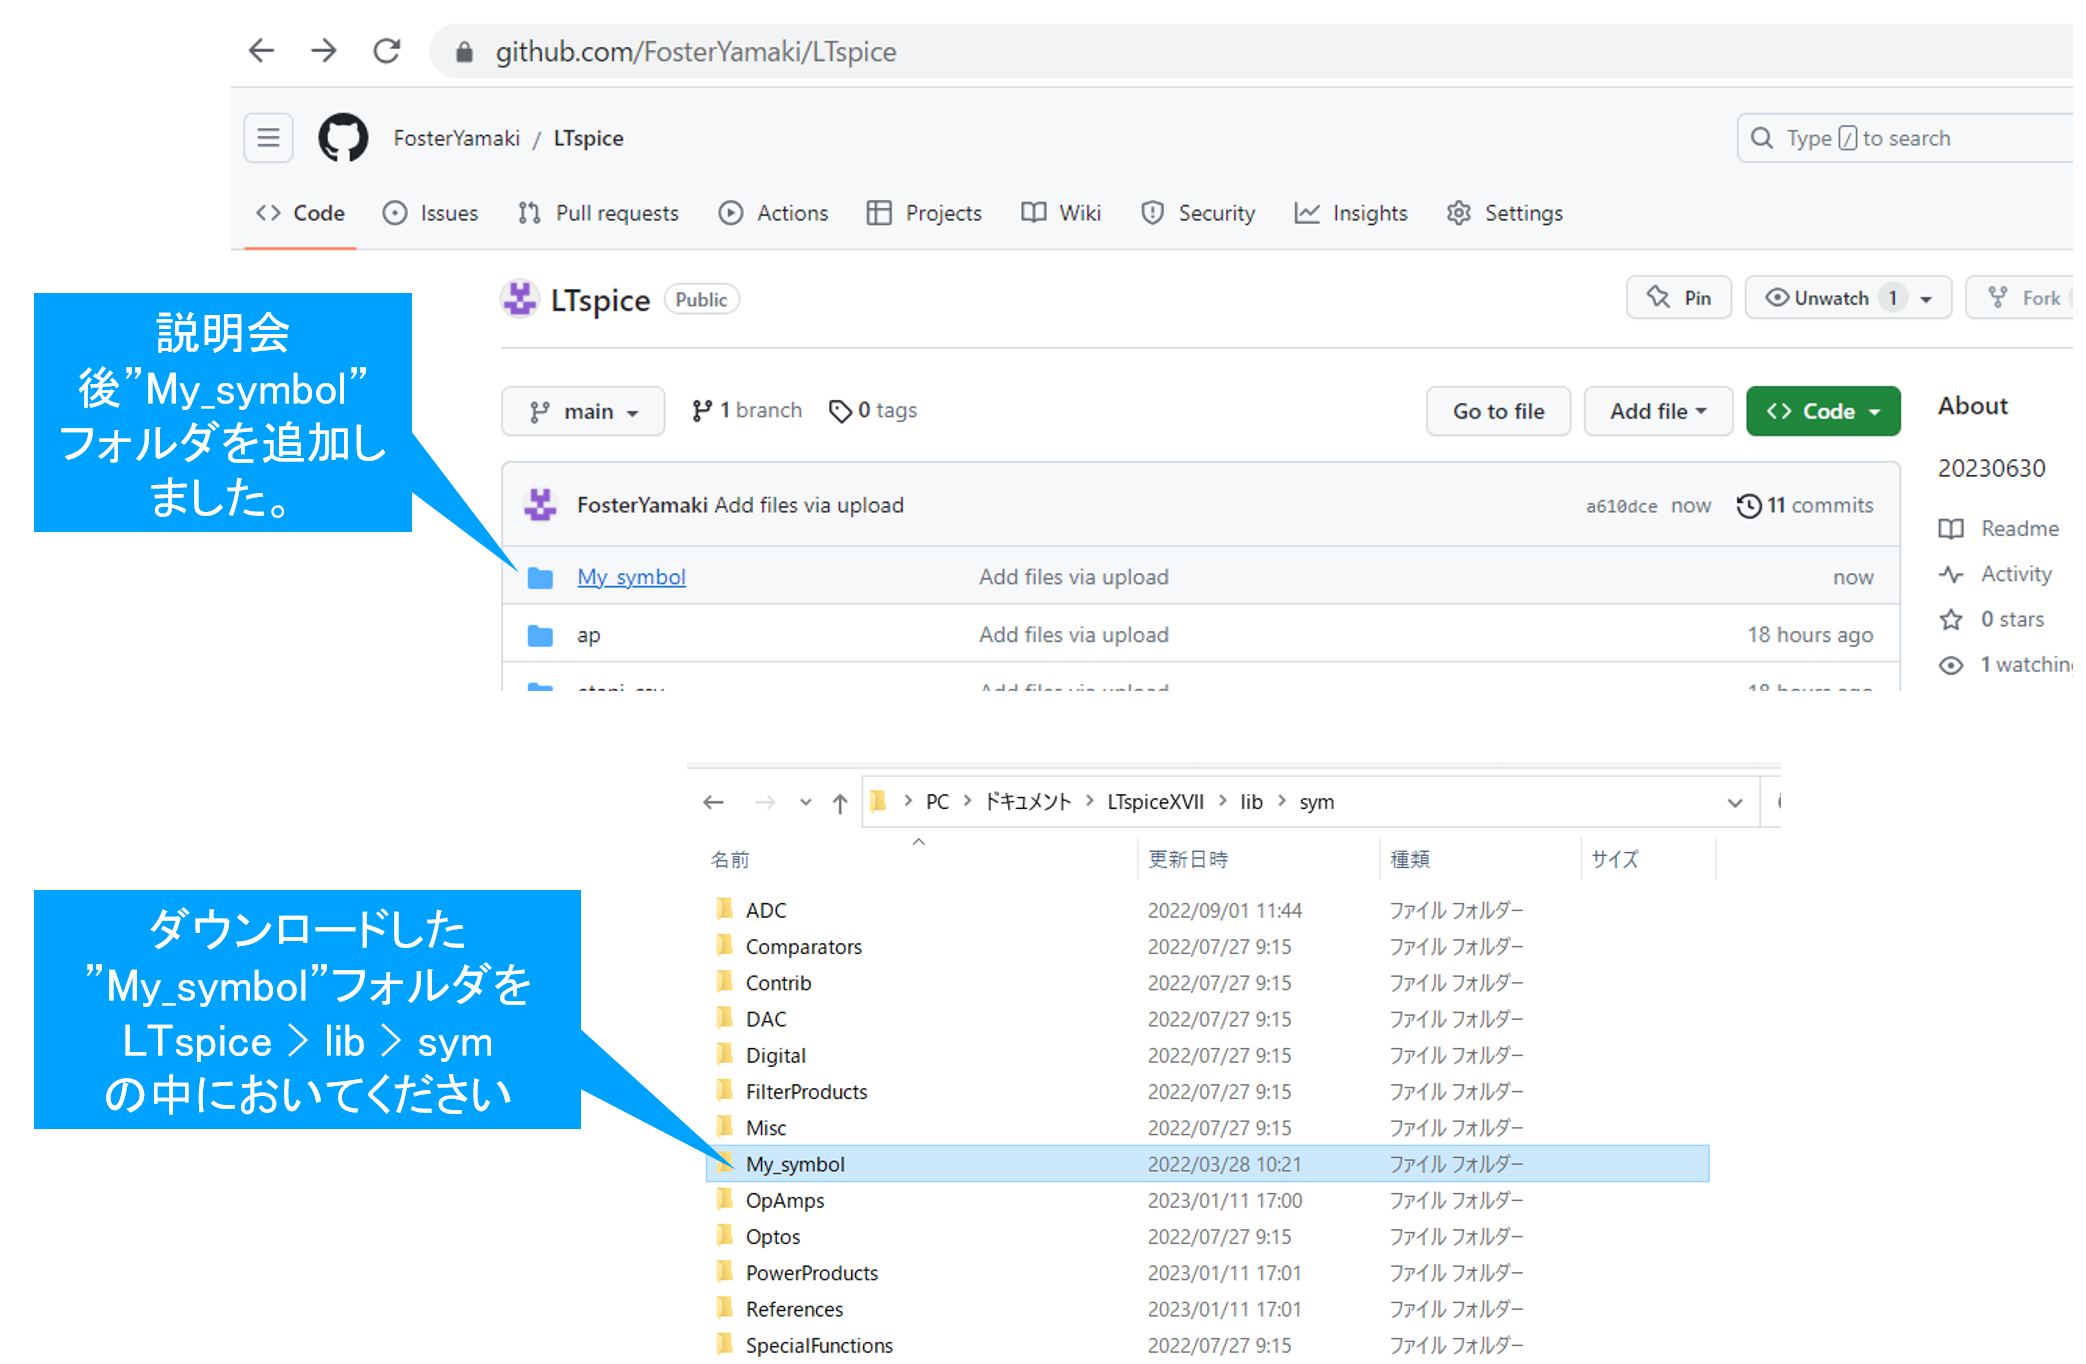 github.com/FosterYamaki/LTspice
FosterYamaki / LTspice
Type / to search
Code Issues Pull requests Actions Projects Wiki Security Insights Settings
LTspice Public
Pin Unwatch 1 Fork
説明会
後”My_symbol”
フォルダを追加し
ました。
main 1 branch 0 tags
Go to file Add file Code
About
20230630
FosterYamaki Add files via upload a610dce now 11 commits
Readme
My_symbol Add files via upload now
Activity
0 stars
ap Add files via upload 18 hours ago
1 watching
PC > ドキュメント > LTspiceXVII > lib > sym
名前 更新日時 種類 サイズ
ダウンロードした
”My_symbol”フォルダを
LTspice > lib > sym
の中においてください
ADC 2022/09/01 11:44 ファイル フォルダー
Comparators 2022/07/27 9:15 ファイル フォルダー
Contrib 2022/07/27 9:15 ファイル フォルダー
DAC 2022/07/27 9:15 ファイル フォルダー
Digital 2022/07/27 9:15 ファイル フォルダー
FilterProducts 2022/07/27 9:15 ファイル フォルダー
Misc 2022/07/27 9:15 ファイル フォルダー
My_symbol 2022/03/28 10:21 ファイル フォルダー
OpAmps 2023/01/11 17:00 ファイル フォルダー
Optos 2022/07/27 9:15 ファイル フォルダー
PowerProducts 2023/01/11 17:01 ファイル フォルダー
References 2023/01/11 17:01 ファイル フォルダー
SpecialFunctions 2022/07/27 9:15 ファイル フォルダー